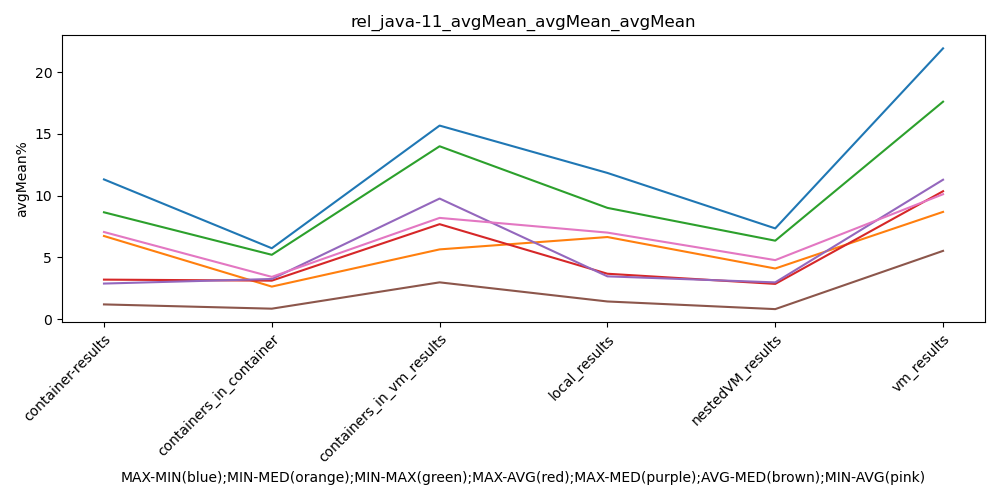 rel_java-11_avgMean_avgMean_avgMean
avgMean%
20
15
10
5
0
container-results
containers_in_container
containers_in_vm_results
local_results
nestedVM_results
vm_results
MAX-MIN(blue);MIN-MED(orange);MIN-MAX(green);MAX-AVG(red);MAX-MED(purple);AVG-MED(brown);MIN-AVG(pink)